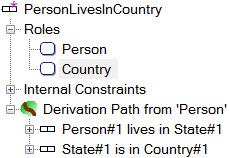 PersonLivesInCountry
Roles
Person
Country
Internal Constraints
Derivation Path from 'Person'
Person#1 lives in State#1
State#1 is in Country#1